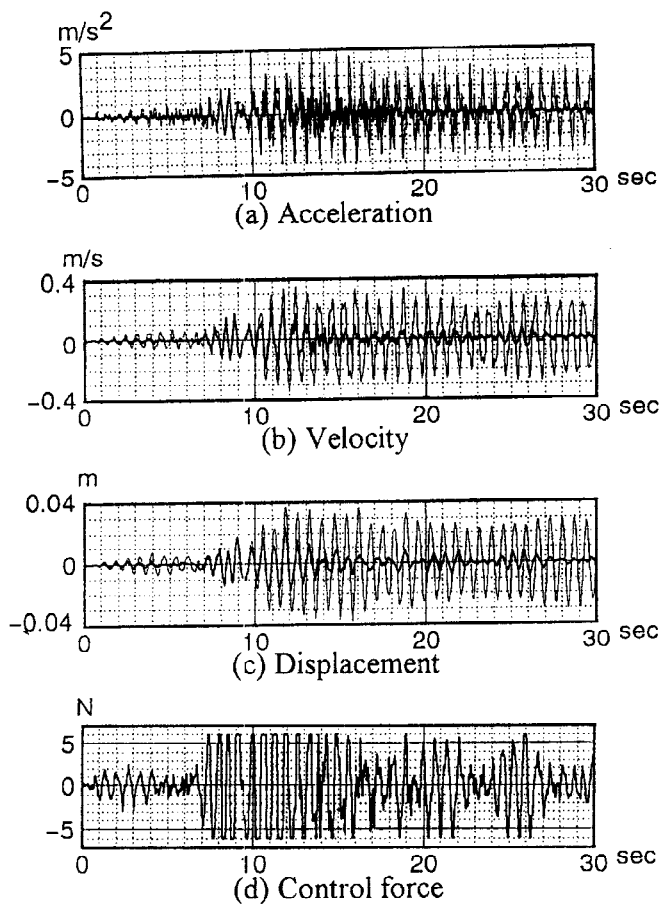 m/s²
5
0
−5
0 10 20 30 sec
(a) Acceleration
m/s
0.4
0
−0.4
0 10 20 30 sec
(b) Velocity
m
0.04
0
−0.04
0 10 20 30 sec
(c) Displacement
N
5
0
−5
0 10 20 30 sec
(d) Control force